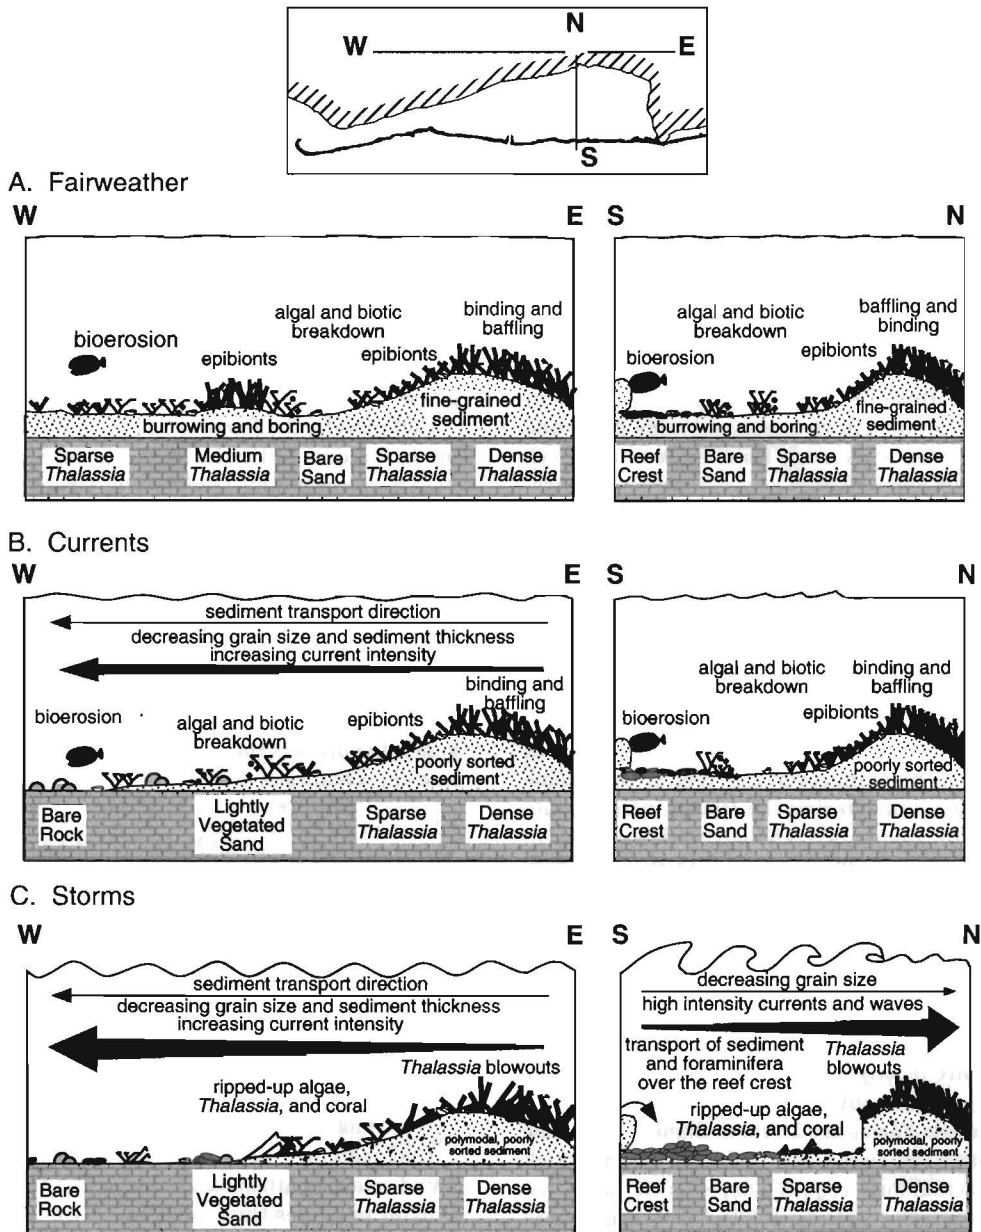 N
W E
S
A. Fairweather
W E
bioerosion
epibionts
algal and biotic
breakdown
epibionts
binding and
baffling
fine-grained
sediment
burrowing and boring
Sparse
Thalassia
Medium
Thalassia
Bare
Sand
Sparse
Thalassia
Dense
Thalassia
S N
bioerosion
algal and biotic
breakdown
epibionts
baffling and
binding
fine-grained
sediment
burrowing and boring
Reef
Crest
Bare
Sand
Sparse
Thalassia
Dense
Thalassia
B. Currents
W E
sediment transport direction
decreasing grain size and sediment thickness
increasing current intensity
bioerosion
algal and biotic
breakdown
epibionts
binding and
baffling
poorly sorted
sediment
Bare
Rock
Lightly
Vegetated
Sand
Sparse
Thalassia
Dense
Thalassia
S N
bioerosion
algal and biotic
breakdown
epibionts
binding and
baffling
poorly sorted
sediment
Reef
Crest
Bare
Sand
Sparse
Thalassia
Dense
Thalassia
C. Storms
W E
sediment transport direction
decreasing grain size and sediment thickness
increasing current intensity
Thalassia blowouts
ripped-up algae,
Thalassia, and coral
polymodal, poorly
sorted sediment
Bare
Rock
Lightly
Vegetated
Sand
Sparse
Thalassia
Dense
Thalassia
S N
decreasing grain size
high intensity currents and waves
transport of sediment
and foraminifera
over the reef crest
Thalassia
blowouts
ripped-up algae,
Thalassia, and coral
polymodal, poorly
sorted sediment
Reef
Crest
Bare
Sand
Sparse
Thalassia
Dense
Thalassia